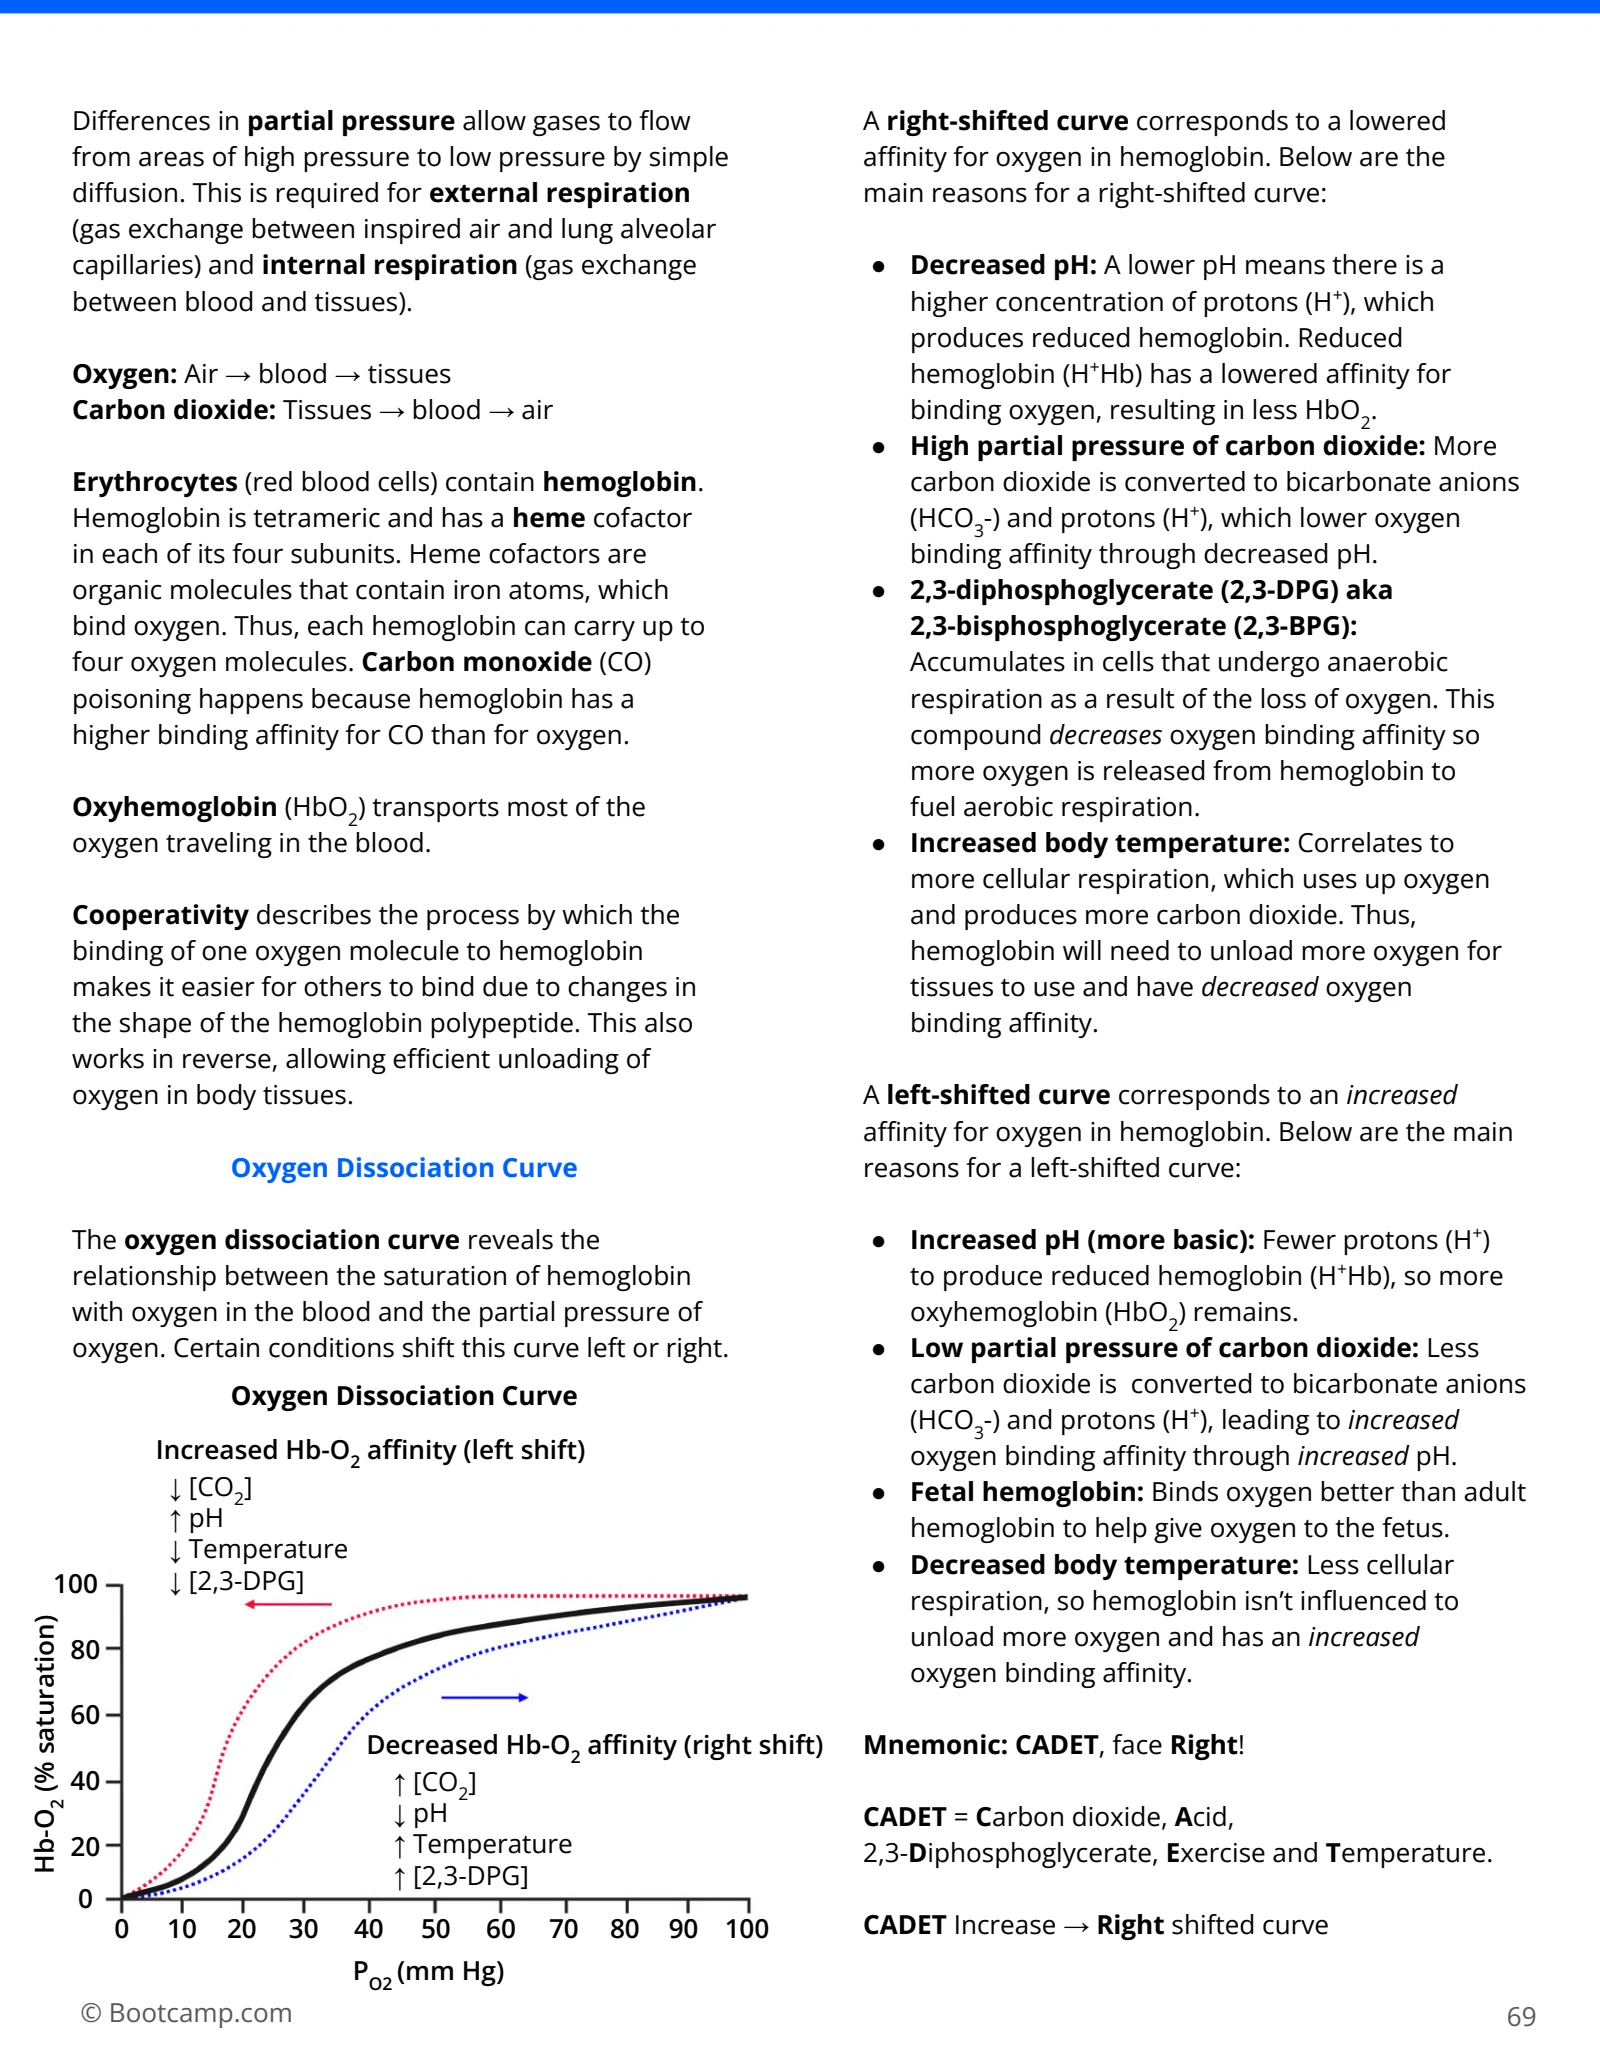 Differences in partial pressure allow gases to flow
from areas of high pressure to low pressure by simple
diffusion. This is required for external respiration
(gas exchange between inspired air and lung alveolar
capillaries) and internal respiration (gas exchange
between blood and tissues).
Oxygen: Air → blood → tissues
Carbon dioxide: Tissues → blood → air
Erythrocytes (red blood cells) contain hemoglobin.
Hemoglobin is tetrameric and has a heme cofactor
in each of its four subunits. Heme cofactors are
organic molecules that contain iron atoms, which
bind oxygen. Thus, each hemoglobin can carry up to
four oxygen molecules. Carbon monoxide (CO)
poisoning happens because hemoglobin has a
higher binding affinity for CO than for oxygen.
Oxyhemoglobin (HbO₂) transports most of the
oxygen traveling in the blood.
Cooperativity describes the process by which the
binding of one oxygen molecule to hemoglobin
makes it easier for others to bind due to changes in
the shape of the hemoglobin polypeptide. This also
works in reverse, allowing efficient unloading of
oxygen in body tissues.
Oxygen Dissociation Curve
The oxygen dissociation curve reveals the
relationship between the saturation of hemoglobin
with oxygen in the blood and the partial pressure of
oxygen. Certain conditions shift this curve left or right.
Oxygen Dissociation Curve
Increased Hb-O₂ affinity (left shift)
↓ [CO₂]
↑ pH
↓ Temperature
↓ [2,3-DPG]
100
80
60
40
20
0
Hb-O₂ (% saturation)
Decreased Hb-O₂ affinity (right shift)
↑ [CO₂]
↓ pH
↑ Temperature
↑ [2,3-DPG]
0 10 20 30 40 50 60 70 80 90 100
P O2 (mm Hg)
A right-shifted curve corresponds to a lowered
affinity for oxygen in hemoglobin. Below are the
main reasons for a right-shifted curve:
● Decreased pH: A lower pH means there is a
higher concentration of protons (H⁺), which
produces reduced hemoglobin. Reduced
hemoglobin (H⁺Hb) has a lowered affinity for
binding oxygen, resulting in less HbO₂.
● High partial pressure of carbon dioxide: More
carbon dioxide is converted to bicarbonate anions
(HCO₃-) and protons (H⁺), which lower oxygen
binding affinity through decreased pH.
● 2,3-diphosphoglycerate (2,3-DPG) aka
2,3-bisphosphoglycerate (2,3-BPG):
Accumulates in cells that undergo anaerobic
respiration as a result of the loss of oxygen. This
compound decreases oxygen binding affinity so
more oxygen is released from hemoglobin to
fuel aerobic respiration.
● Increased body temperature: Correlates to
more cellular respiration, which uses up oxygen
and produces more carbon dioxide. Thus,
hemoglobin will need to unload more oxygen for
tissues to use and have decreased oxygen
binding affinity.
A left-shifted curve corresponds to an increased
affinity for oxygen in hemoglobin. Below are the main
reasons for a left-shifted curve:
● Increased pH (more basic): Fewer protons (H⁺)
to produce reduced hemoglobin (H⁺Hb), so more
oxyhemoglobin (HbO₂) remains.
● Low partial pressure of carbon dioxide: Less
carbon dioxide is converted to bicarbonate anions
(HCO₃-) and protons (H⁺), leading to increased
oxygen binding affinity through increased pH.
● Fetal hemoglobin: Binds oxygen better than adult
hemoglobin to help give oxygen to the fetus.
● Decreased body temperature: Less cellular
respiration, so hemoglobin isn’t influenced to
unload more oxygen and has an increased
oxygen binding affinity.
Mnemonic: CADET, face Right!
CADET = Carbon dioxide, Acid,
2,3-Diphosphoglycerate, Exercise and Temperature.
CADET Increase → Right shifted curve
© Bootcamp.com
69